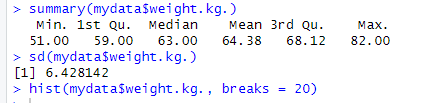 > summary(mydata$weight.kg.)
   Min. 1st Qu.  Median    Mean 3rd Qu.    Max.
  51.00   59.00   63.00   64.38   68.12   82.00
> sd(mydata$weight.kg.)
[1] 6.428142
> hist(mydata$weight.kg., breaks = 20)